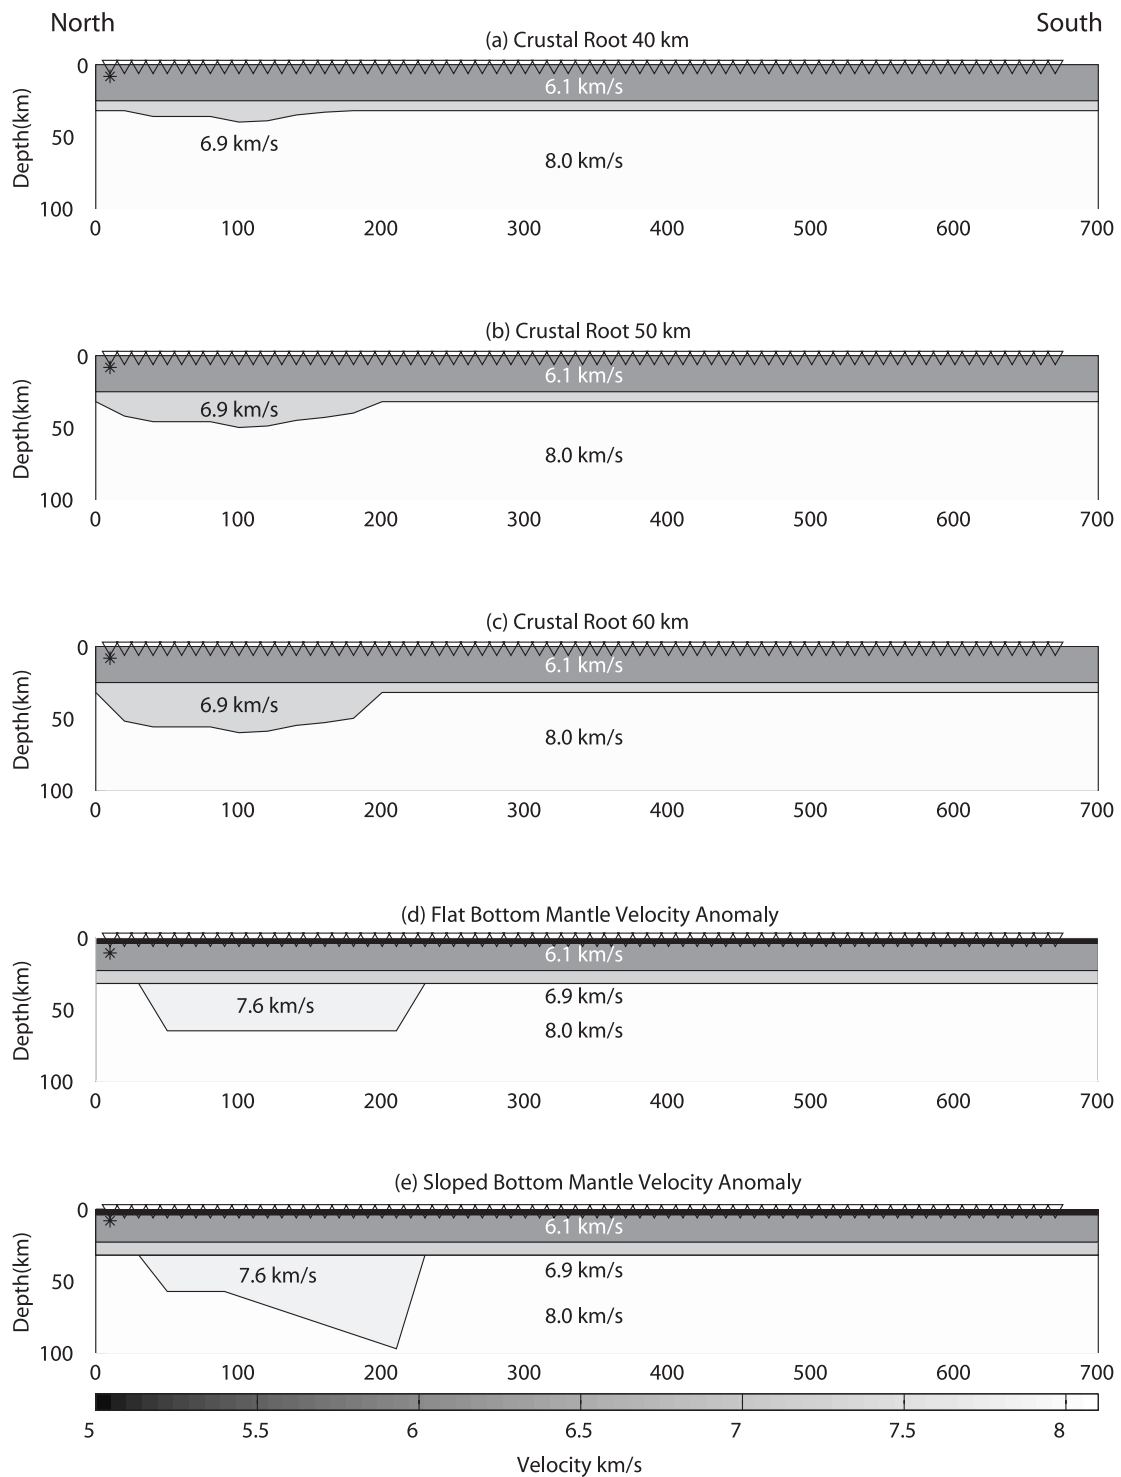 North South
(a) Crustal Root 40 km
0
6.1 km/s
Depth(km)
50
6.9 km/s
8.0 km/s
100
0 100 200 300 400 500 600 700
(b) Crustal Root 50 km
0
6.1 km/s
Depth(km)
6.9 km/s
50
8.0 km/s
100
0 100 200 300 400 500 600 700
(c) Crustal Root 60 km
0
6.1 km/s
Depth(km)
6.9 km/s
50
8.0 km/s
100
0 100 200 300 400 500 600 700
(d) Flat Bottom Mantle Velocity Anomaly
0
6.1 km/s
Depth(km)
7.6 km/s 6.9 km/s
50
8.0 km/s
100
0 100 200 300 400 500 600 700
(e) Sloped Bottom Mantle Velocity Anomaly
0
6.1 km/s
Depth(km)
7.6 km/s 6.9 km/s
50
8.0 km/s
100
0 100 200 300 400 500 600 700
5 5.5 6 6.5 7 7.5 8
Velocity km/s